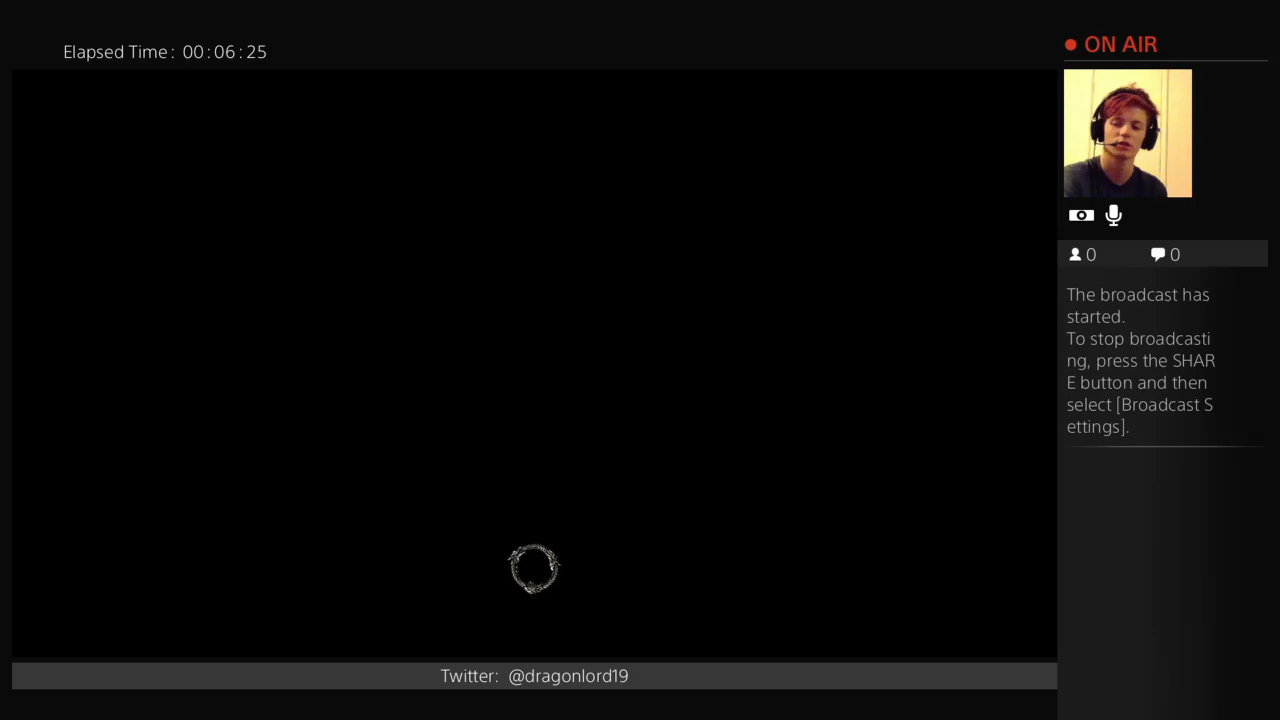 Elapsed Time: 00:06:25
ON AIR
0 0
The broadcast has
started.
To stop broadcasti
ng, press the SHAR
E button and then
select [Broadcast S
ettings].
Twitter: @dragonlord19